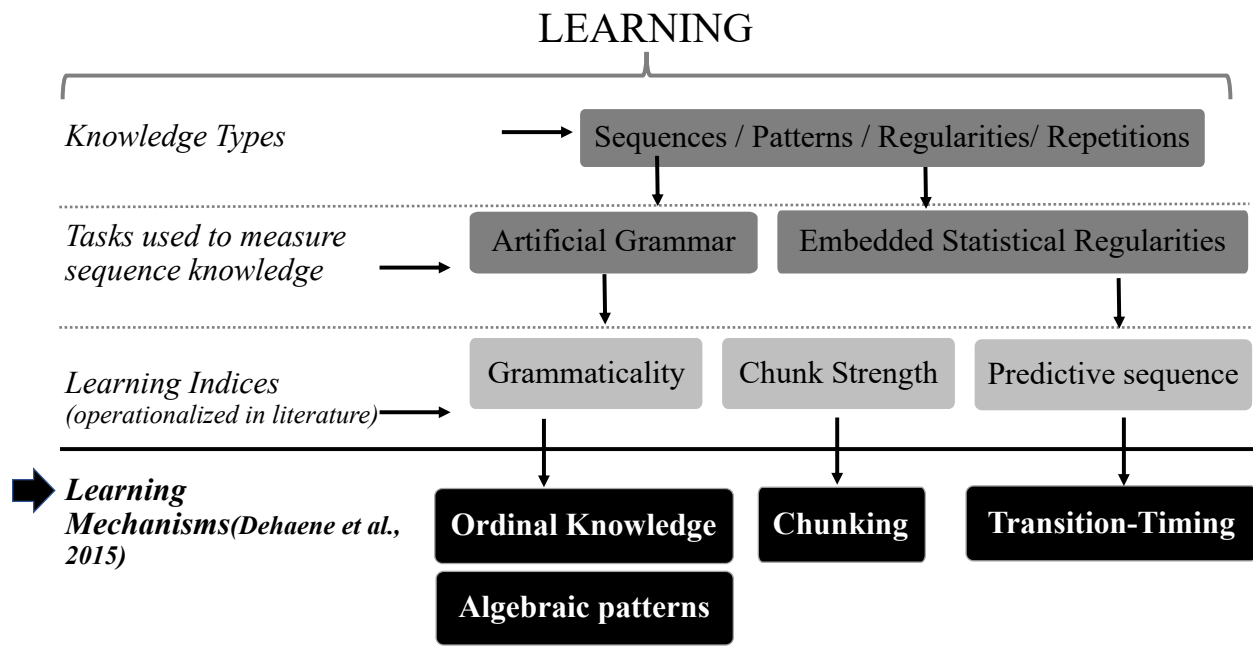 LEARNING
Knowledge Types
Sequences / Patterns / Regularities/ Repetitions
Tasks used to measure
sequence knowledge
Artificial Grammar
Embedded Statistical Regularities
Learning Indices
(operationalized in literature)
Grammaticality
Chunk Strength
Predictive sequence
Learning
Mechanisms(Dehaene et al.,
2015)
Ordinal Knowledge
Chunking
Transition-Timing
Algebraic patterns